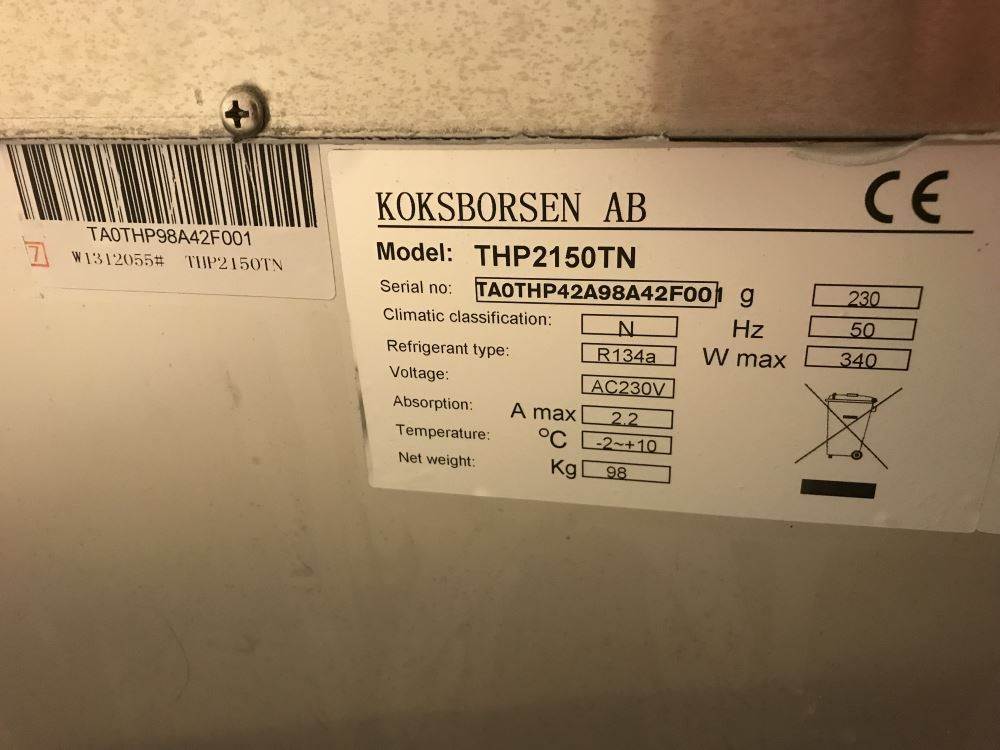 TA0THP98A42F001
7 W1312055# THP2150TN
KOKSBORSEN AB CE
Model: THP2150TN
Serial no: TA0THP42A98A42F001 g 230
Climatic classification: N Hz 50
Refrigerant type: R134a W max 340
Voltage: AC230V
Absorption: A max 2.2
Temperature: °C -2~+10
Net weight: Kg 98